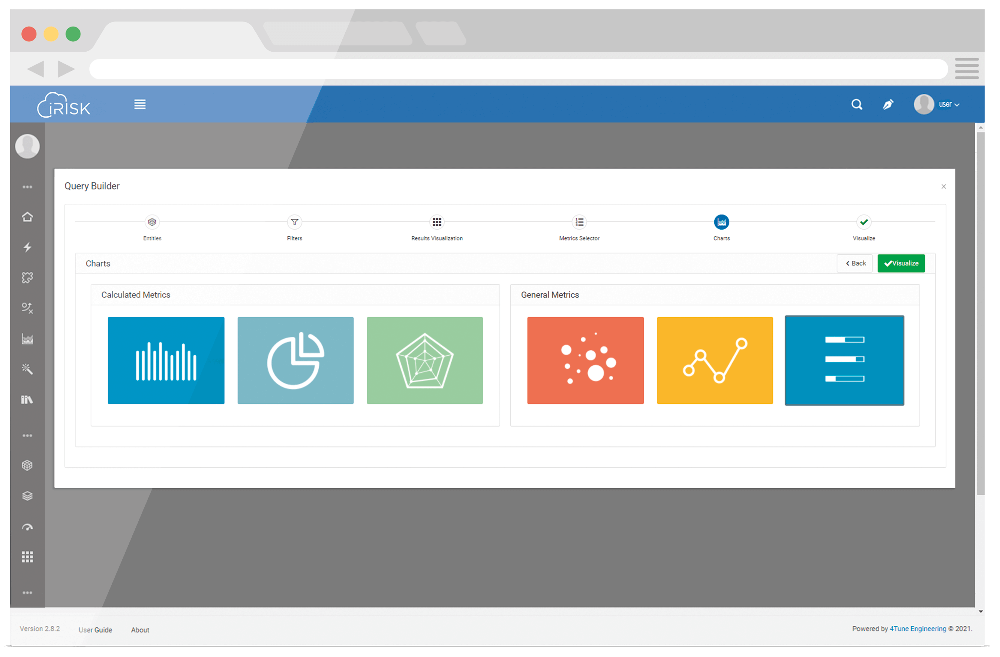 iRISK
user
Query Builder
Entities
Filters
Results Visualization
Metrics Selector
Charts
Visualize
Charts
Back
Visualize
Calculated Metrics
General Metrics
Version 2.8.2
User Guide
About
Powered by 4Tune Engineering © 2021.